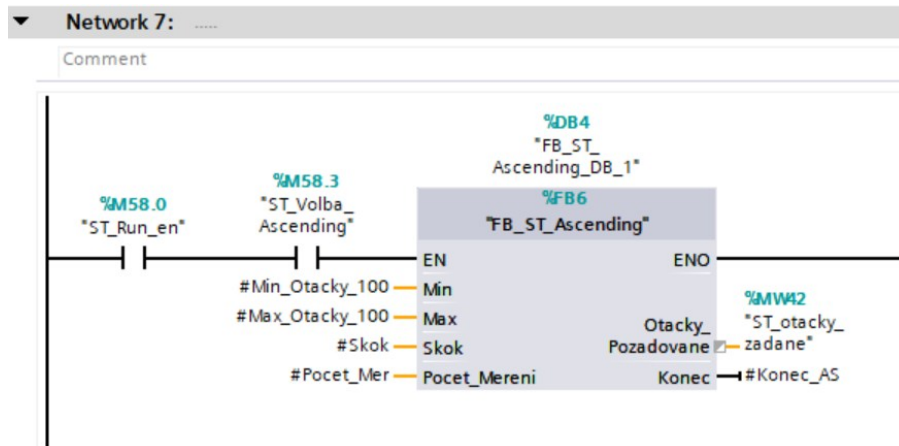 Network 7: .....
Comment
%DB4
"FB_ST_
Ascending_DB_1"
%M58.0
"ST_Run_en"
%M58.3
"ST_Volba_
Ascending"
%FB6
"FB_ST_Ascending"
EN
ENO
#Min_Otacky_100
Min
#Max_Otacky_100
Max
#Skok
Skok
#Pocet_Mer
Pocet_Mereni
Otacky_
Pozadovane
%MW42
"ST_otacky_
zadane"
Konec
#Konec_AS